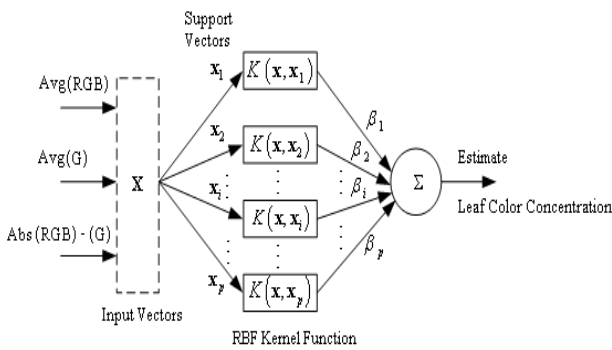 Support
Vectors
Avg(RGB)
Avg(G)
Abs (RGB) - (G)
X
Input Vectors
x₁
x₂
xᵢ
xₚ
K(x, x₁)
K(x, x₂)
K(x, xᵢ)
K(x, xₚ)
RBF Kernel Function
β₁
β₂
βᵢ
βₚ
Σ
Estimate
Leaf Color Concentration